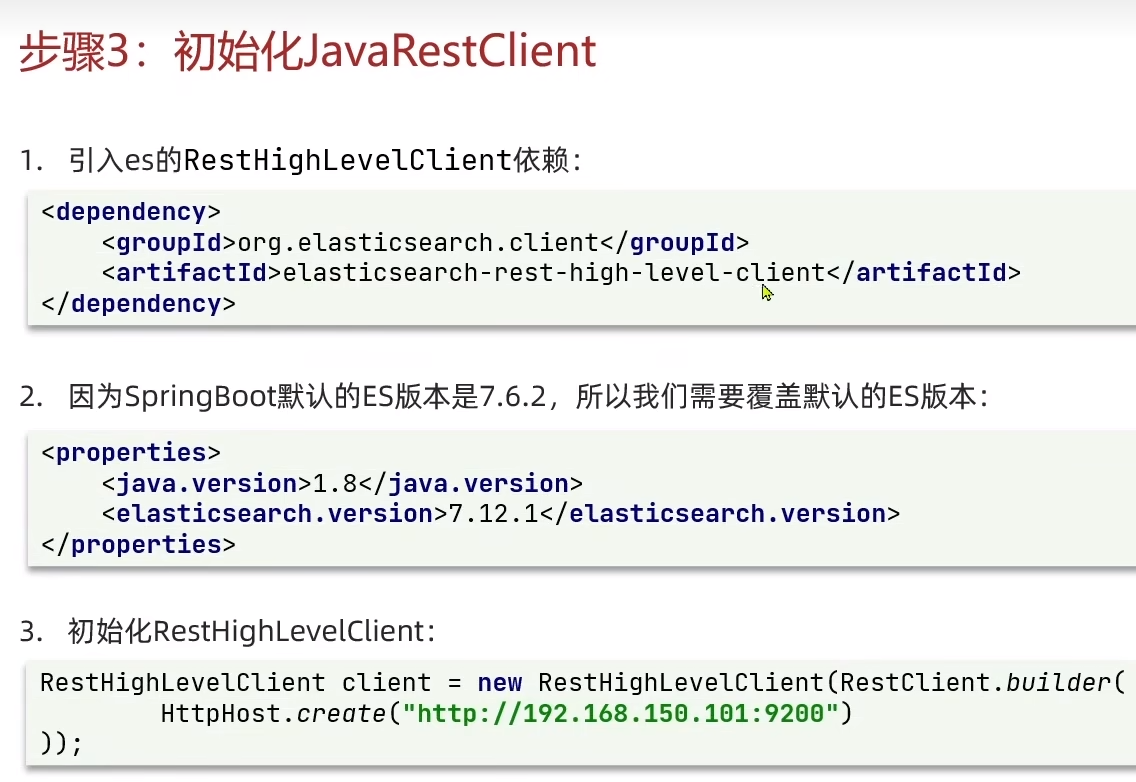 步骤3：初始化JavaRestClient
1. 引入es的RestHighLevelClient依赖：
<dependency>
    <groupId>org.elasticsearch.client</groupId>
    <artifactId>elasticsearch-rest-high-level-client</artifactId>
</dependency>
2. 因为SpringBoot默认的ES版本是7.6.2，所以我们需要覆盖默认的ES版本：
<properties>
    <java.version>1.8</java.version>
    <elasticsearch.version>7.12.1</elasticsearch.version>
</properties>
3. 初始化RestHighLevelClient：
RestHighLevelClient client = new RestHighLevelClient(RestClient.builder(
        HttpHost.create("http://192.168.150.101:9200")
));